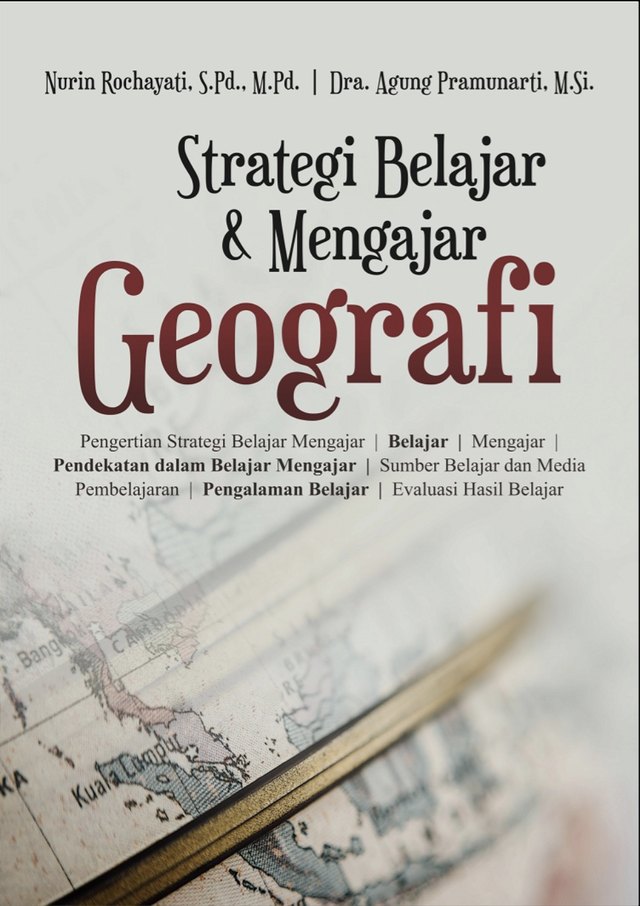 Nurin Rochayati, S.Pd., M.Pd. | Dra. Agung Pramunarti, M.Si.
Strategi Belajar
& Mengajar
Geografi
Pengertian Strategi Belajar Mengajar | Belajar | Mengajar |
Pendekatan dalam Belajar Mengajar | Sumber Belajar dan Media
Pembelajaran | Pengalaman Belajar | Evaluasi Hasil Belajar
Kuala Lumpur
KA